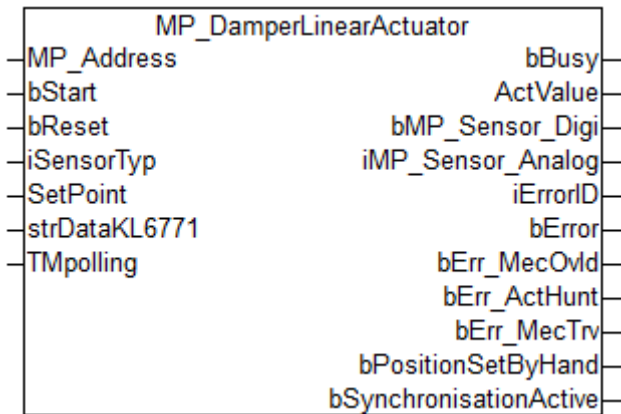 MP_DamperLinearActuator
MP_Address bBusy
bStart ActValue
bReset bMP_Sensor_Digi
iSensorTyp iMP_Sensor_Analog
SetPoint iErrorID
strDataKL6771 bError
TMpolling bErr_MecOvld
bErr_ActHunt
bErr_MecTrv
bPositionSetByHand
bSynchronisationActive